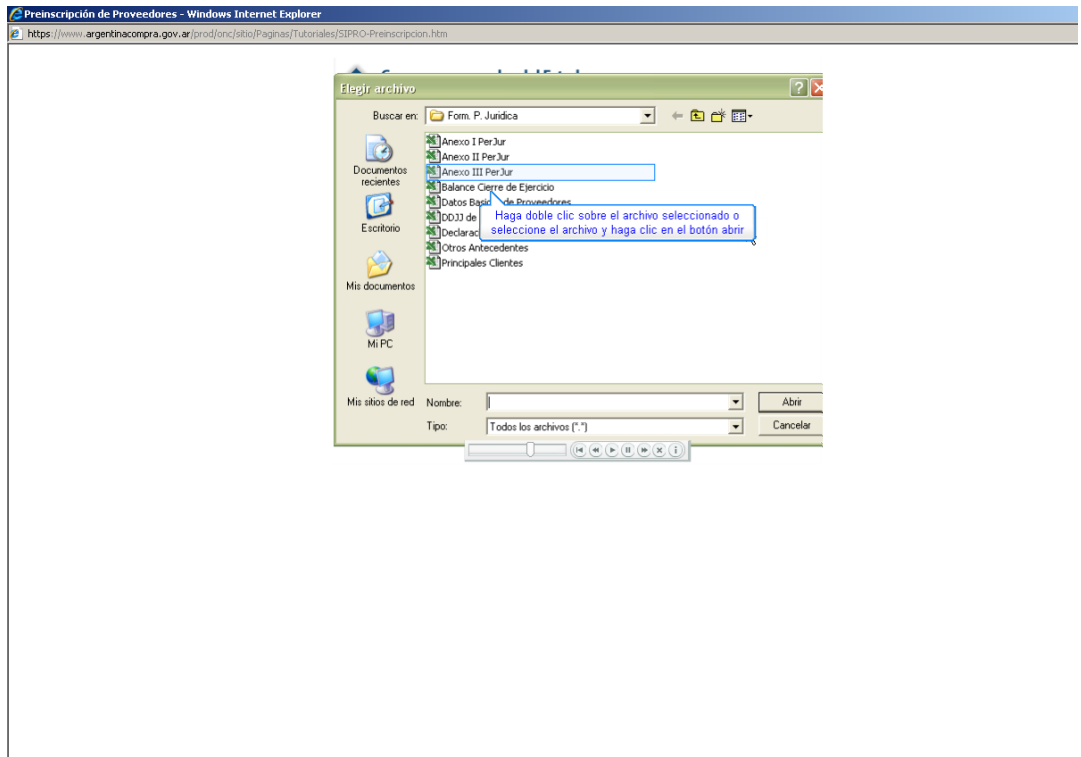 Preinscripción de Proveedores - Windows Internet Explorer
https://www.argentinacompra.gov.ar/prod/onc/sitio/Paginas/Tutoriales/SIPRO-Preinscripcion.htm
Elegir archivo
Buscar en:
Form. P. Juridica
Anexo I PerJur
Anexo II PerJur
Anexo III PerJur
Balance Cierre de Ejercicio
Datos de Proveedores
DDJJ de
Otros Antecedentes
Principales Clientes
Haga doble clic sobre el archivo seleccionado o
seleccione el archivo y haga clic en el botón abrir
Documentos
recientes
Escritorio
Mis documentos
Mi PC
Mis sitios de red
Nombre:
Abrir
Tipo:
Todos los archivos (*.*)
Cancelar